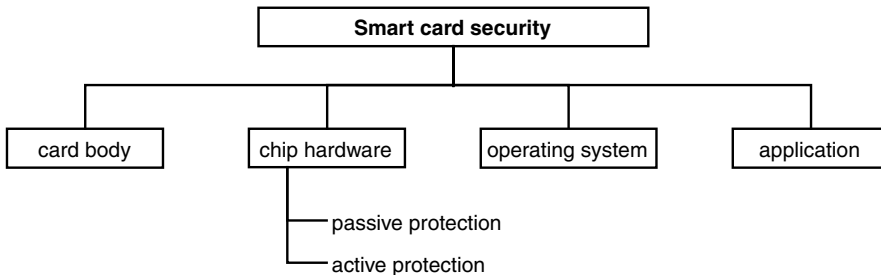 Smart card security
card body
chip hardware
operating system
application
passive protection
active protection